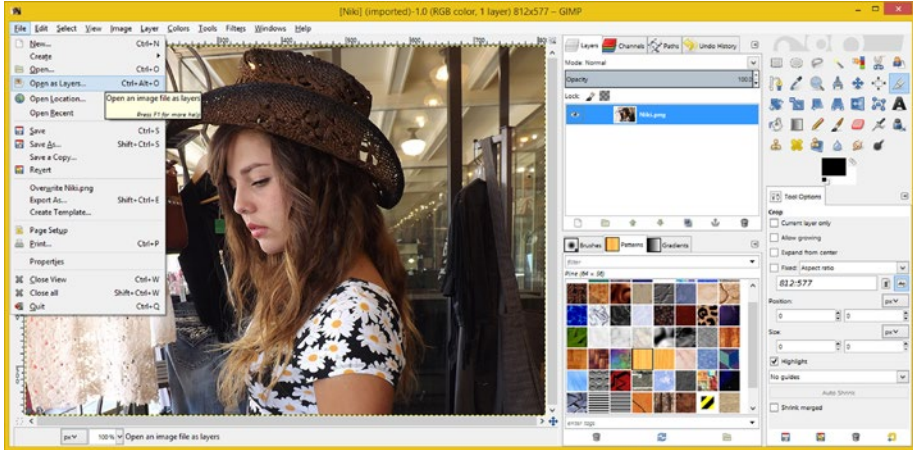 [Niki] (imported)-1.0 (RGB color, 1 layer) 812x577 – GIMP
File Edit Select View Image Layer Colors Tools Filters Windows Help
New... Ctrl+N
Create
Open... Ctrl+O
Open as Layers... Ctrl+Alt+O
Open Location...
Open an image file as layers
Open Recent
Press F1 for more help
Save Ctrl+S
Save As... Shift+Ctrl+S
Save a Copy...
Revert
Overwrite Niki.png
Export As... Shift+Ctrl+E
Create Template...
Page Setup
Print... Ctrl+P
Properties
Close View Ctrl+W
Close all Shift+Ctrl+W
Quit Ctrl+Q
px 100% Open an image file as layers
Layers Channels Paths Undo History
Mode: Normal
Opacity 100.0
Lock:
Niki.png
Brushes Patterns Gradients
filter
Pine (64 × 56)
enter tags
Tool Options
Crop
Current layer only
Allow growing
Expand from center
Fixed: Aspect ratio
812:577
Position: px
0 0
Size: px
0 0
Highlight
No guides
Auto Shrink
Shrink merged